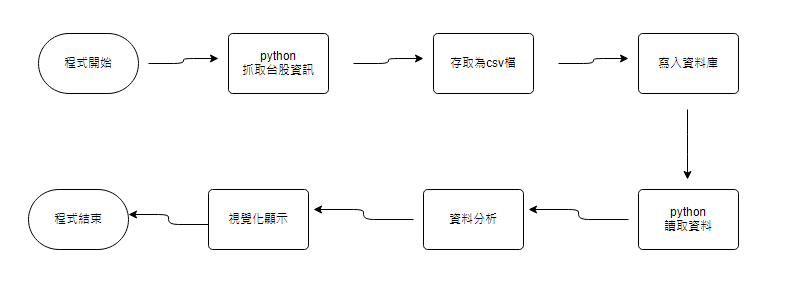 程式開始
python
抓取台股資訊
存取為csv檔
寫入資料庫
python
讀取資料
資料分析
視覺化顯示
程式結束